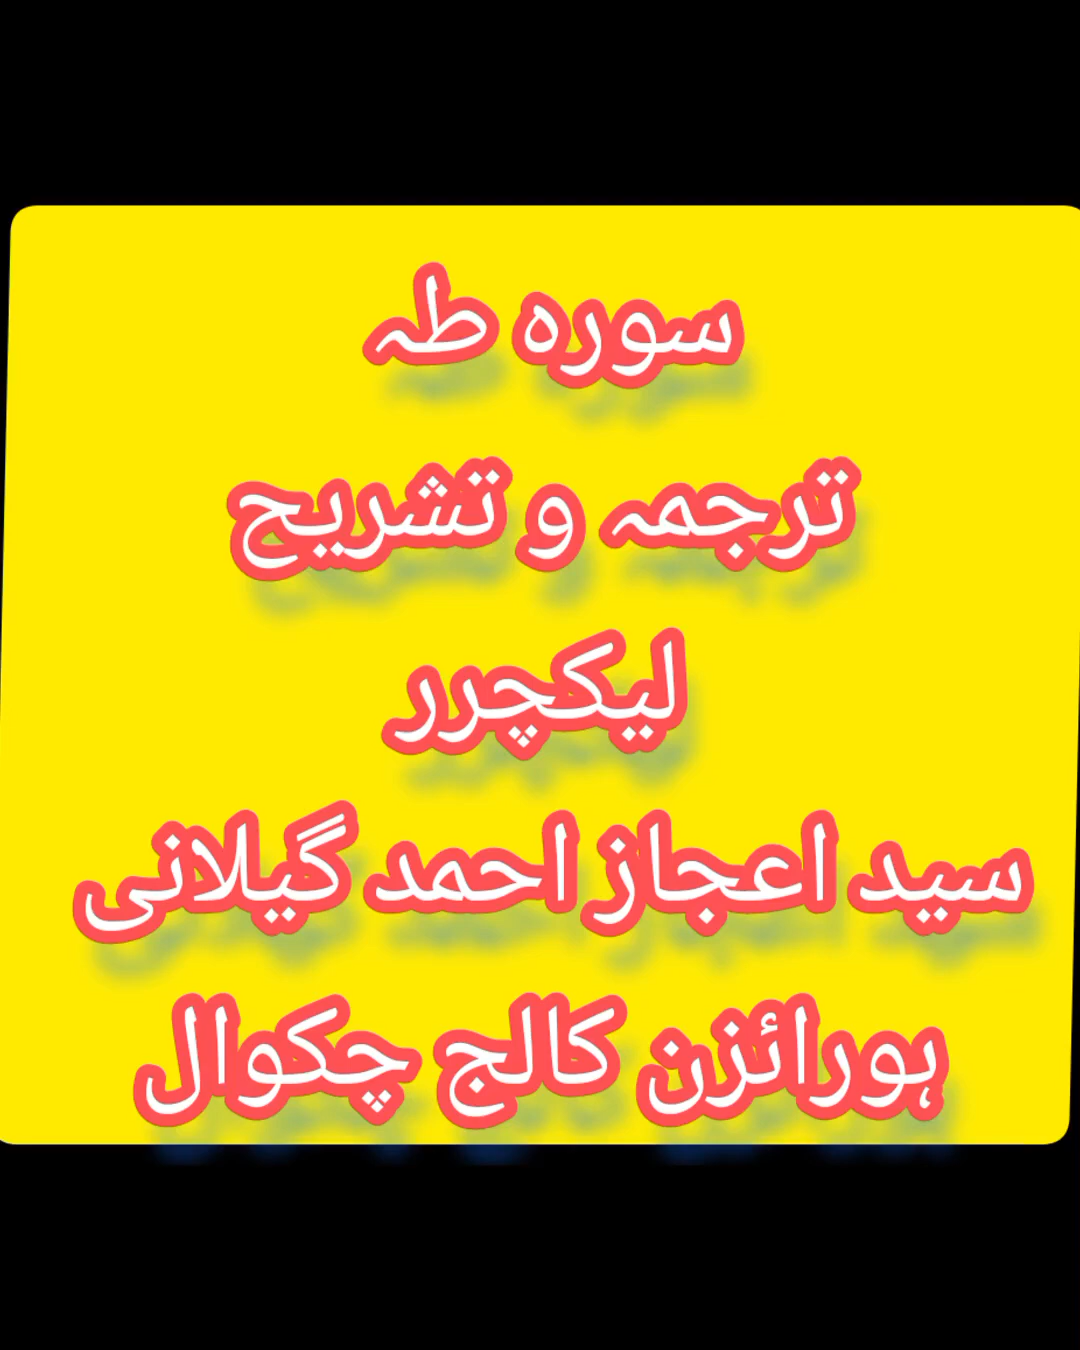 سورہ طہ
ترجمہ و تشریح
لیکچرر
سید اعجاز احمد گیلانی
ہورائزن کالج چکوال